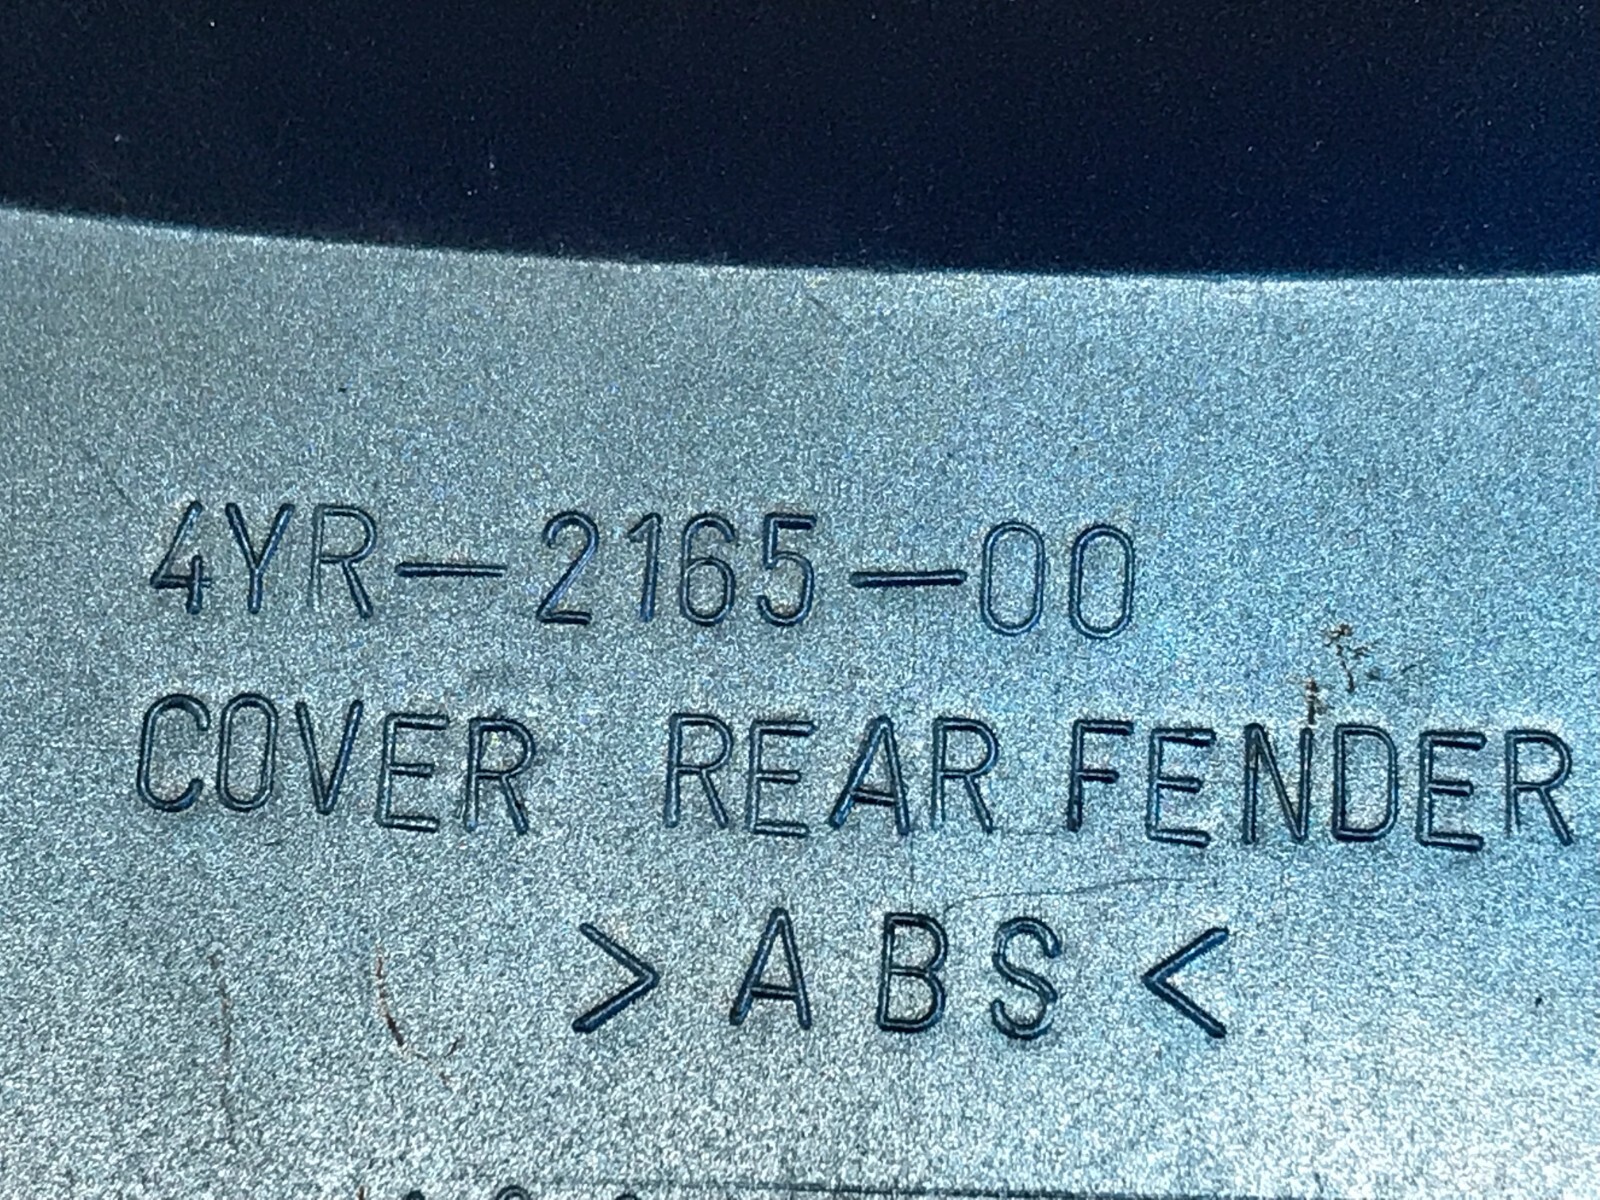 4YR-2165-00
COVER REAR FENDER
>ABS<